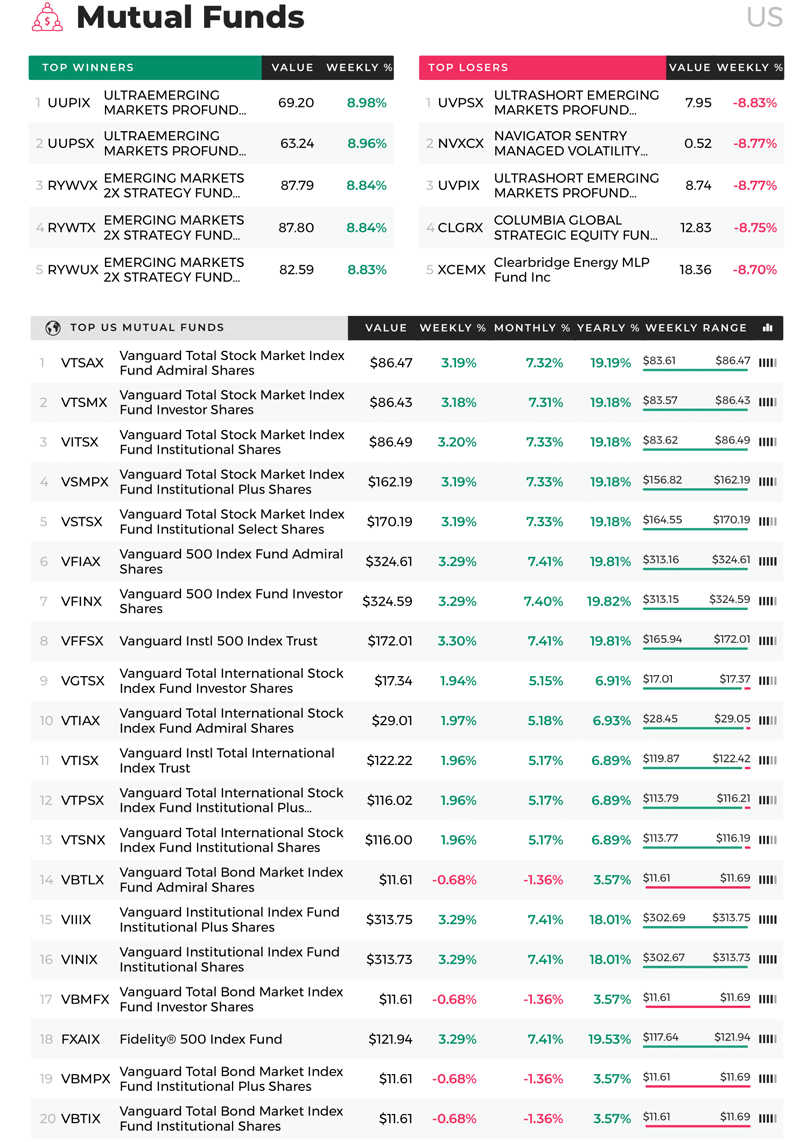 Mutual Funds
US
TOP WINNERS VALUE WEEKLY %
1 UUPIX ULTRAEMERGING MARKETS PROFUND... 69.20 8.98%
2 UUPSX ULTRAEMERGING MARKETS PROFUND... 63.24 8.96%
3 RYWVX EMERGING MARKETS 2X STRATEGY FUND... 87.79 8.84%
4 RYWTX EMERGING MARKETS 2X STRATEGY FUND... 87.80 8.84%
5 RYWUX EMERGING MARKETS 2X STRATEGY FUND... 82.59 8.83%
TOP LOSERS VALUE WEEKLY %
1 UVPSX ULTRASHORT EMERGING MARKETS PROFUND... 7.95 -8.83%
2 NVXCX NAVIGATOR SENTRY MANAGED VOLATILITY... 0.52 -8.77%
3 UVPIX ULTRASHORT EMERGING MARKETS PROFUND... 8.74 -8.77%
4 CLGRX COLUMBIA GLOBAL STRATEGIC EQUITY FUN... 12.83 -8.75%
5 XCEMX Clearbridge Energy MLP Fund Inc 18.36 -8.70%
TOP US MUTUAL FUNDS VALUE WEEKLY % MONTHLY % YEARLY % WEEKLY RANGE
1 VTSAX Vanguard Total Stock Market Index Fund Admiral Shares $86.47 3.19% 7.32% 19.19% $83.61 $86.47
2 VTSMX Vanguard Total Stock Market Index Fund Investor Shares $86.43 3.18% 7.31% 19.18% $83.57 $86.43
3 VITSX Vanguard Total Stock Market Index Fund Institutional Shares $86.49 3.20% 7.33% 19.18% $83.62 $86.49
4 VSMPX Vanguard Total Stock Market Index Fund Institutional Plus Shares $162.19 3.19% 7.33% 19.18% $156.82 $162.19
5 VSTSX Vanguard Total Stock Market Index Fund Institutional Select Shares $170.19 3.19% 7.33% 19.18% $164.55 $170.19
6 VFIAX Vanguard 500 Index Fund Admiral Shares $324.61 3.29% 7.41% 19.81% $313.16 $324.61
7 VFINX Vanguard 500 Index Fund Investor Shares $324.59 3.29% 7.40% 19.82% $313.15 $324.59
8 VFFSX Vanguard Instl 500 Index Trust $172.01 3.30% 7.41% 19.81% $165.94 $172.01
9 VGTSX Vanguard Total International Stock Index Fund Investor Shares $17.34 1.94% 5.15% 6.91% $17.01 $17.37
10 VTIAX Vanguard Total International Stock Index Fund Admiral Shares $29.01 1.97% 5.18% 6.93% $28.45 $29.05
11 VTISX Vanguard Instl Total International Index Trust $122.22 1.96% 5.17% 6.89% $119.87 $122.42
12 VTPSX Vanguard Total International Stock Index Fund Institutional Plus... $116.02 1.96% 5.17% 6.89% $113.79 $116.21
13 VTSNX Vanguard Total International Stock Index Fund Institutional Shares $116.00 1.96% 5.17% 6.89% $113.77 $116.19
14 VBTLX Vanguard Total Bond Market Index Fund Admiral Shares $11.61 -0.68% -1.36% 3.57% $11.61 $11.69
15 VIIIX Vanguard Institutional Index Fund Institutional Plus Shares $313.75 3.29% 7.41% 18.01% $302.69 $313.75
16 VINIX Vanguard Institutional Index Fund Institutional Shares $313.73 3.29% 7.41% 18.01% $302.67 $313.73
17 VBMFX Vanguard Total Bond Market Index Fund Investor Shares $11.61 -0.68% -1.36% 3.57% $11.61 $11.69
18 FXAIX Fidelity® 500 Index Fund $121.94 3.29% 7.41% 19.53% $117.64 $121.94
19 VBMPX Vanguard Total Bond Market Index Fund Institutional Plus Shares $11.61 -0.68% -1.36% 3.57% $11.61 $11.69
20 VBTIX Vanguard Total Bond Market Index Fund Institutional Shares $11.61 -0.68% -1.36% 3.57% $11.61 $11.69